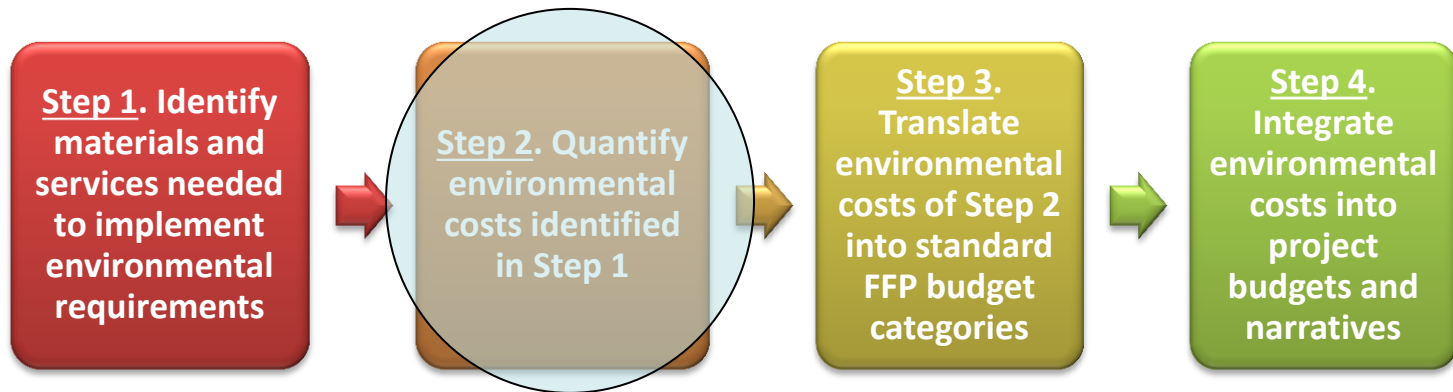 Step 1. Identify
materials and
services needed
to implement
environmental
requirements
Step 2. Quantify
environmental
costs identified
in Step 1
Step 3.
Translate
environmental
costs of Step 2
into standard
FFP budget
categories
Step 4.
Integrate
environmental
costs into
project
budgets and
narratives